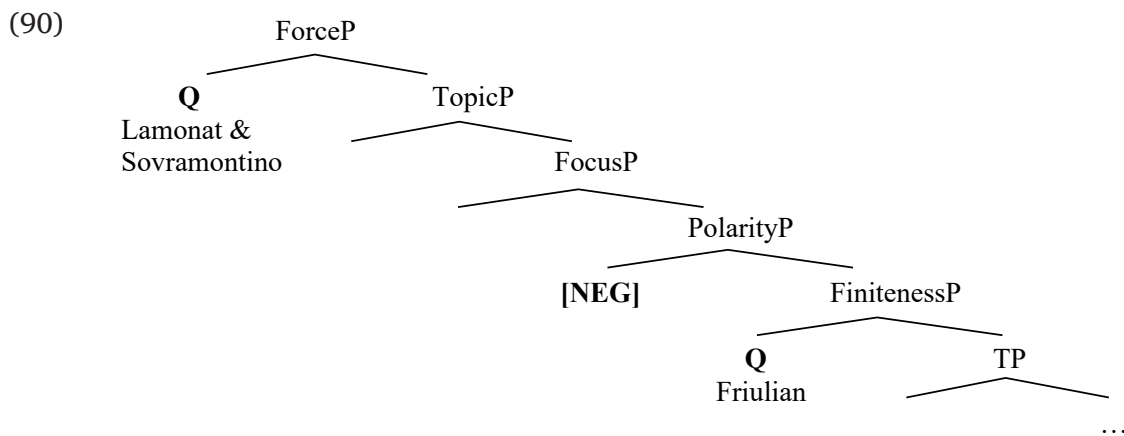 (90)
ForceP
Q
TopicP
Lamonat &
Sovramontino
FocusP
PolarityP
[NEG]
FinitenessP
Q
TP
Friulian
...